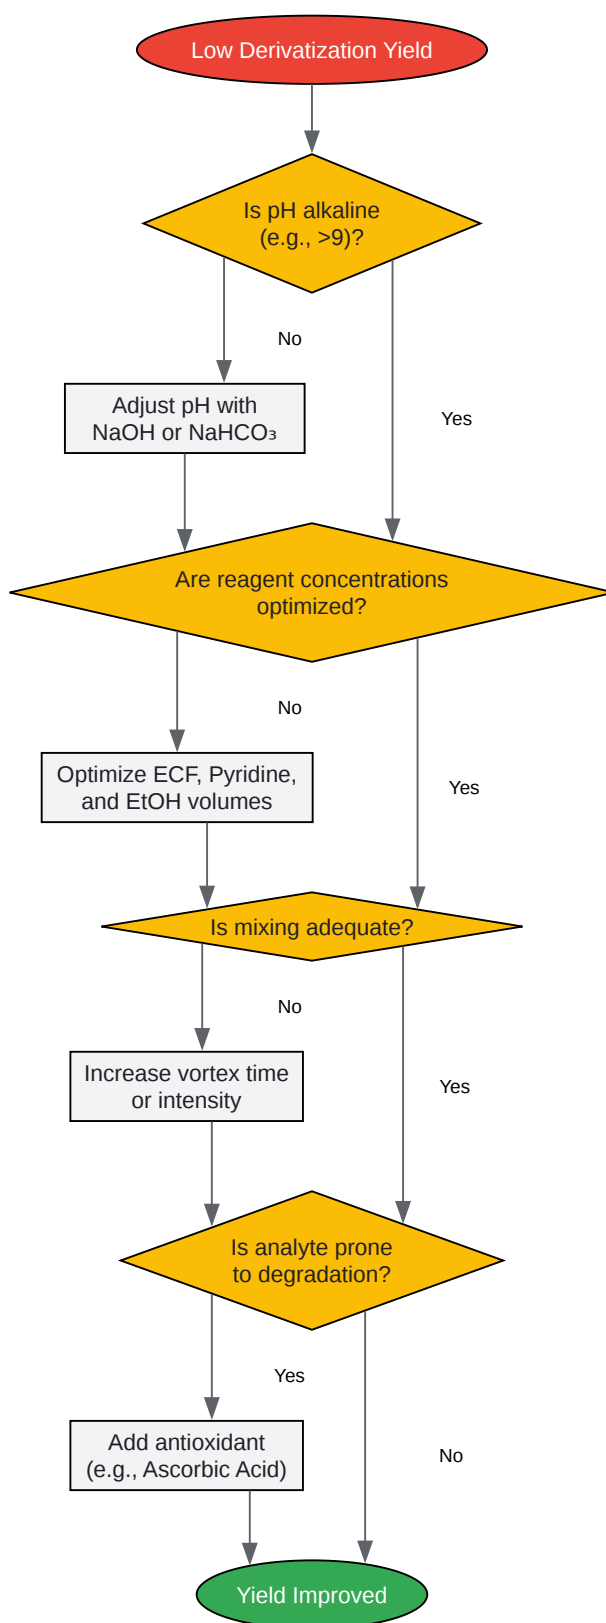 Low Derivatization Yield
Is pH alkaline
(e.g., >9)?
No
Adjust pH with
NaOH or NaHCO₃
Yes
Are reagent concentrations
optimized?
No
Optimize ECF, Pyridine,
and EtOH volumes
Yes
Is mixing adequate?
No
Increase vortex time
or intensity
Yes
Is analyte prone
to degradation?
Yes
Add antioxidant
(e.g., Ascorbic Acid)
No
Yield Improved